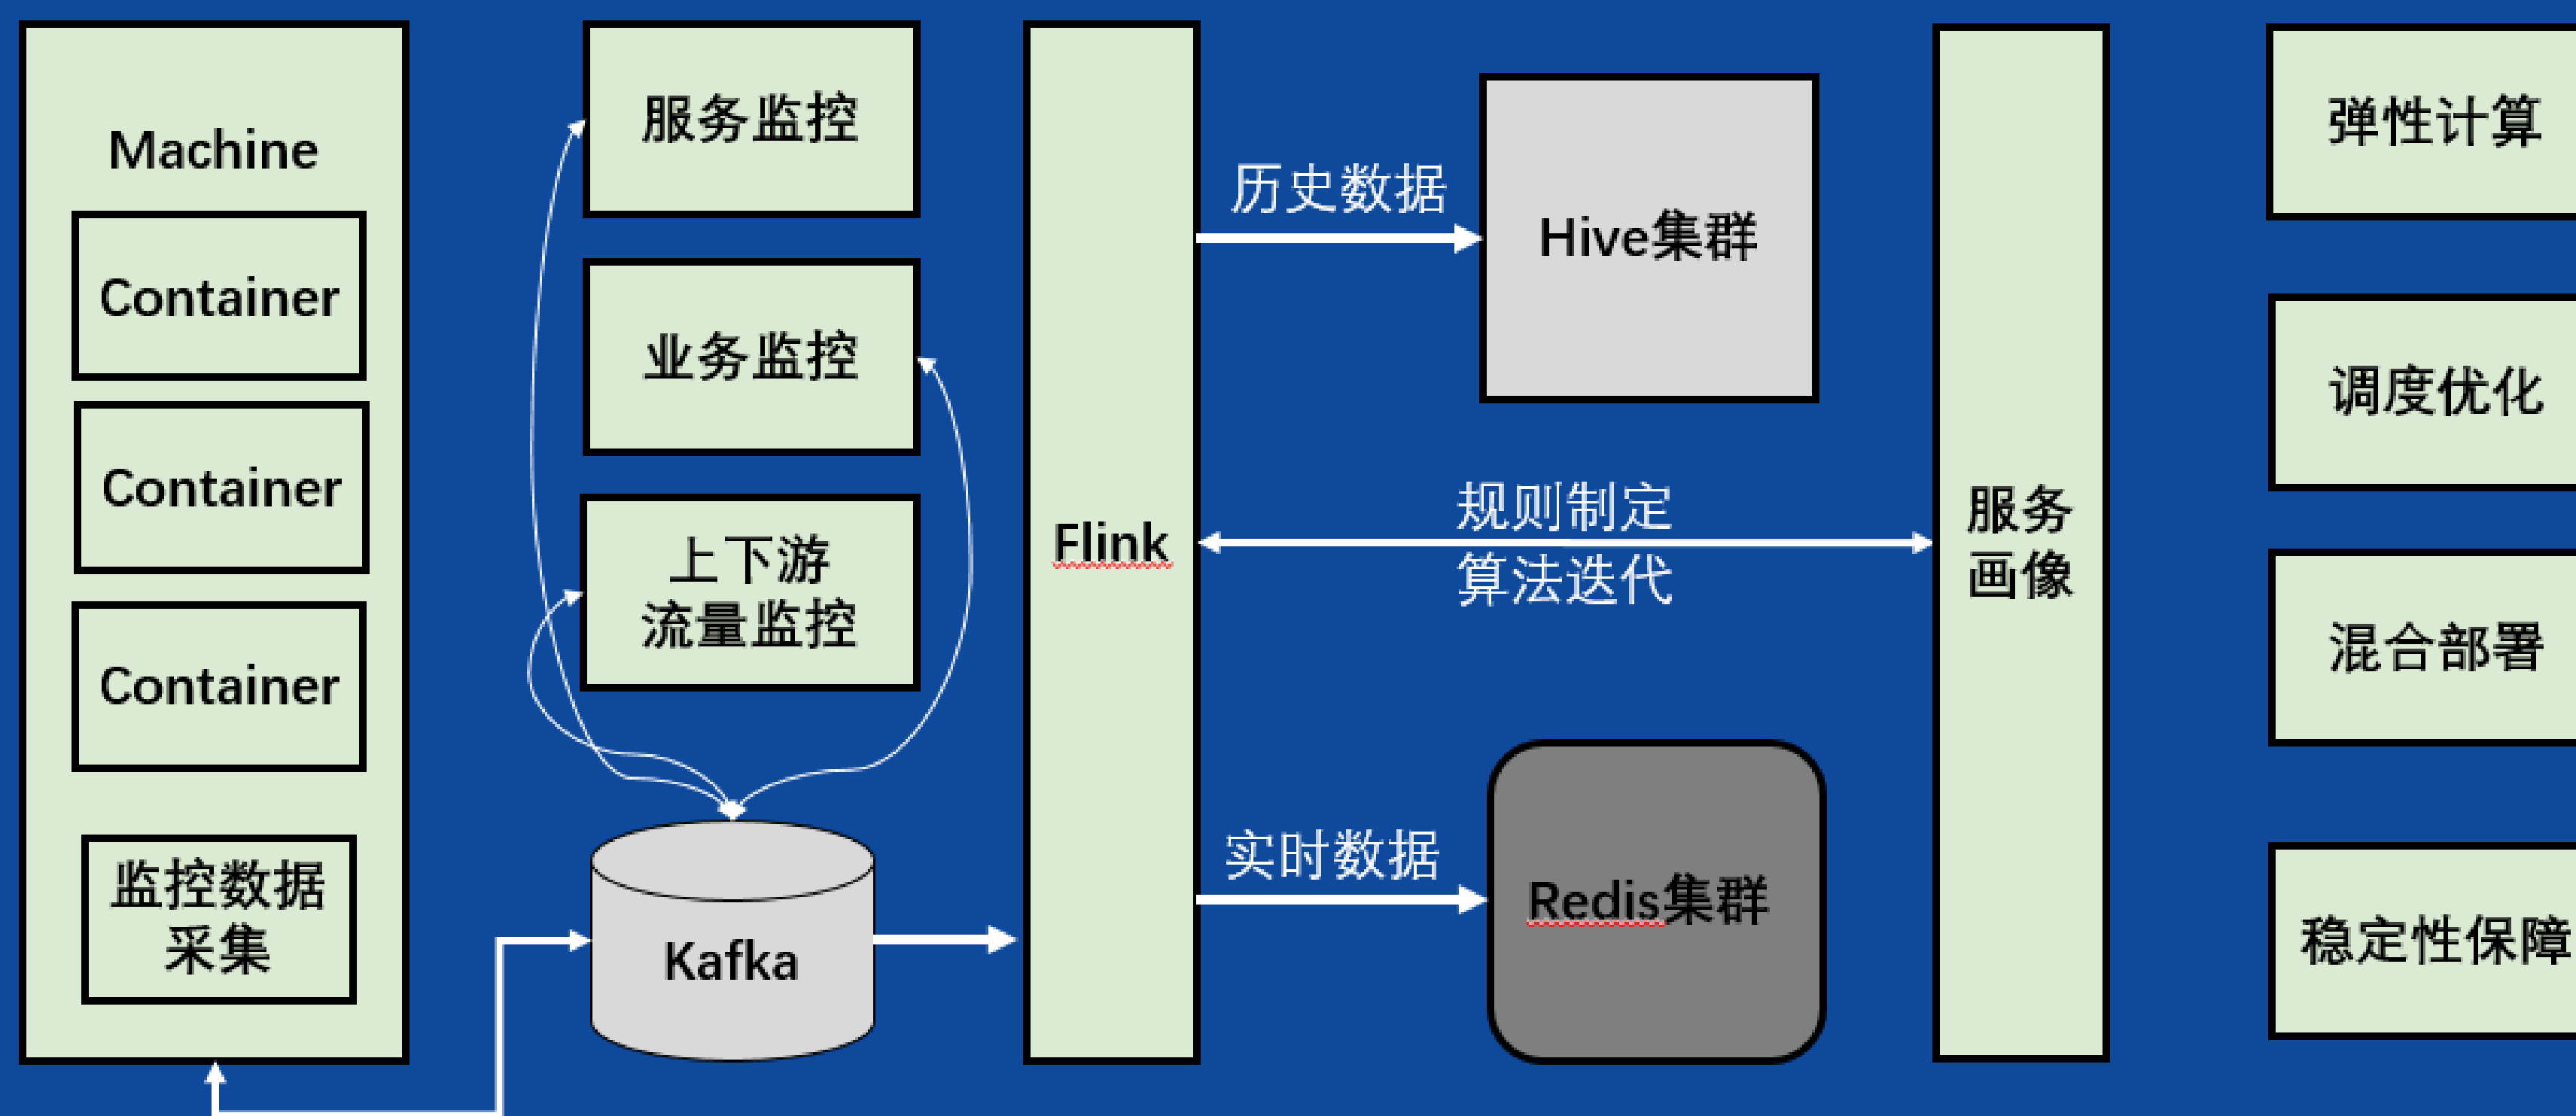 Machine
Container
Container
Container
监控数据
采集
服务监控
业务监控
上下游
流量监控
Kafka
Flink
历史数据
Hive集群
规则制定
算法迭代
实时数据
Redis集群
服务
画像
弹性计算
调度优化
混合部署
稳定性保障